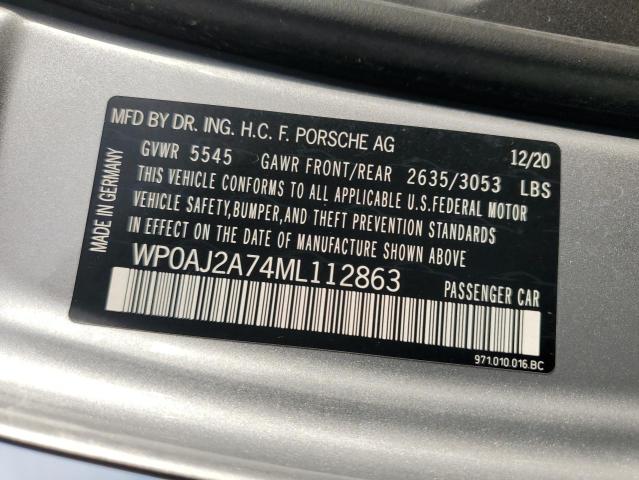 MFD BY DR. ING. H.C. F. PORSCHE AG 12/20
GVWR 5545 GAWR FRONT/REAR 2635/3053 LBS
THIS VEHICLE CONFORMS TO ALL APPLICABLE U.S.FEDERAL MOTOR
VEHICLE SAFETY,BUMPER,AND THEFT PREVENTION STANDARDS
IN EFFECT ON THE DATE OF MANUFACTURE SHOWN ABOVE
MADE IN GERMANY
WP0AJ2A74ML112863
PASSENGER CAR
971.010.016.BC